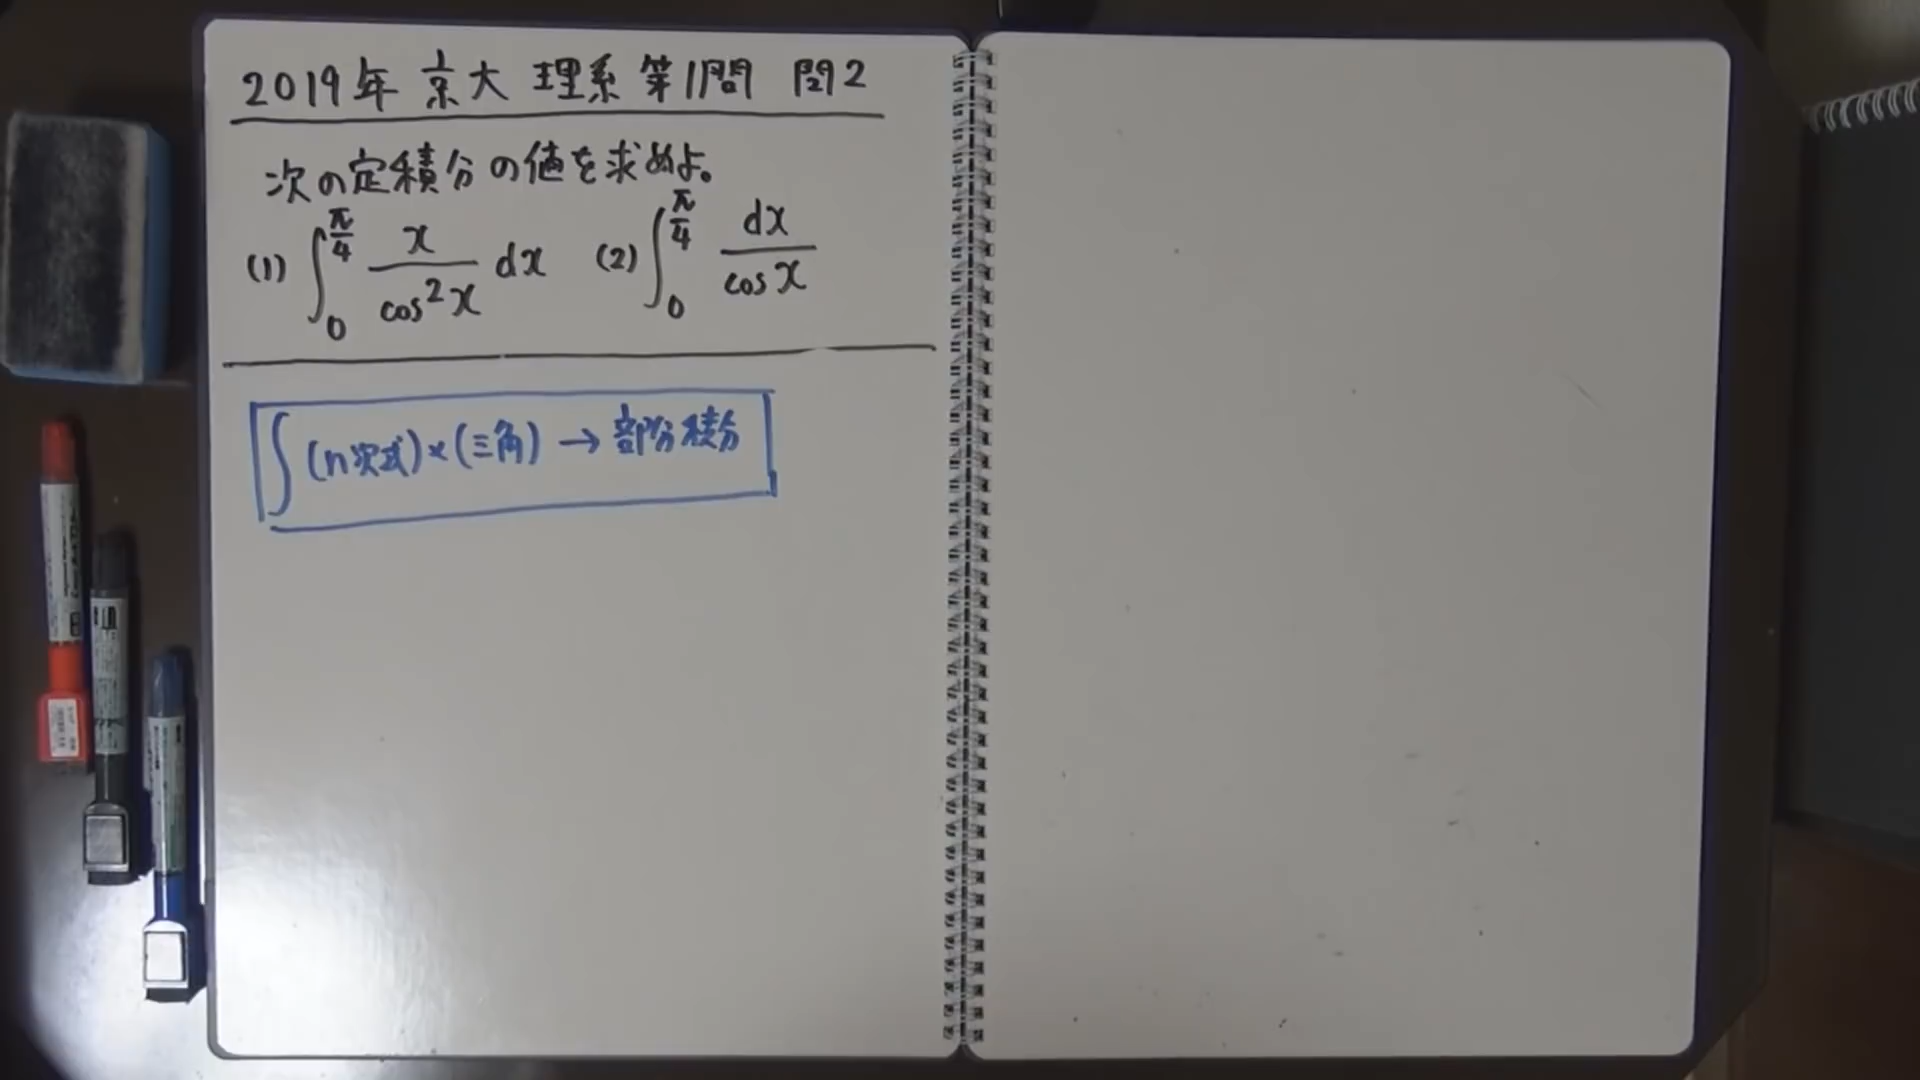 2019年 京大 理系 第1問 問2
次の定積分の値を求めよ。
(1) ∫_0^{π/4} x/cos²x dx (2) ∫_0^{π/4} dx/cos x
∫(n次式)×(三角) → 部分積分